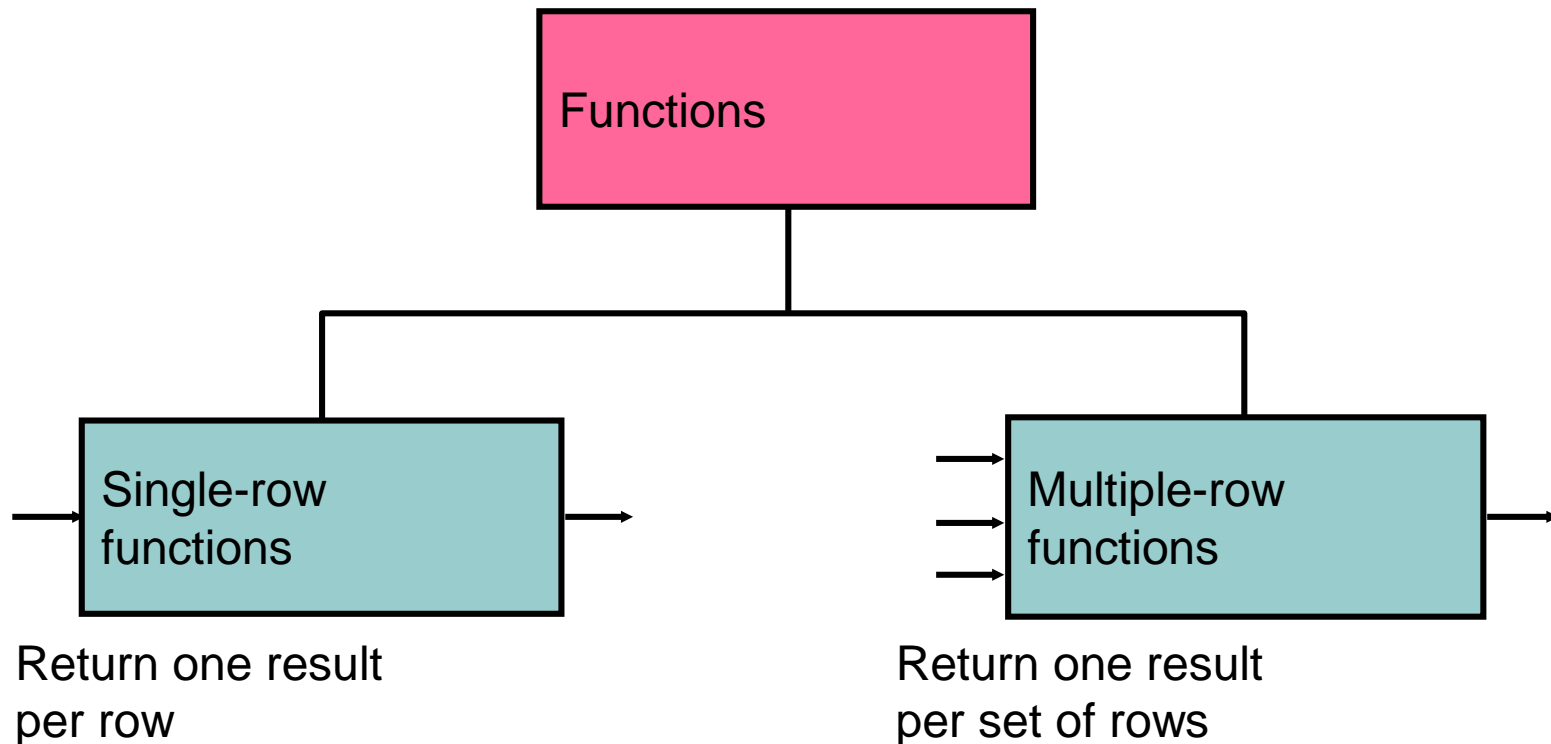 Functions
Single-row
functions
Multiple-row
functions
Return one result
per row
Return one result
per set of rows